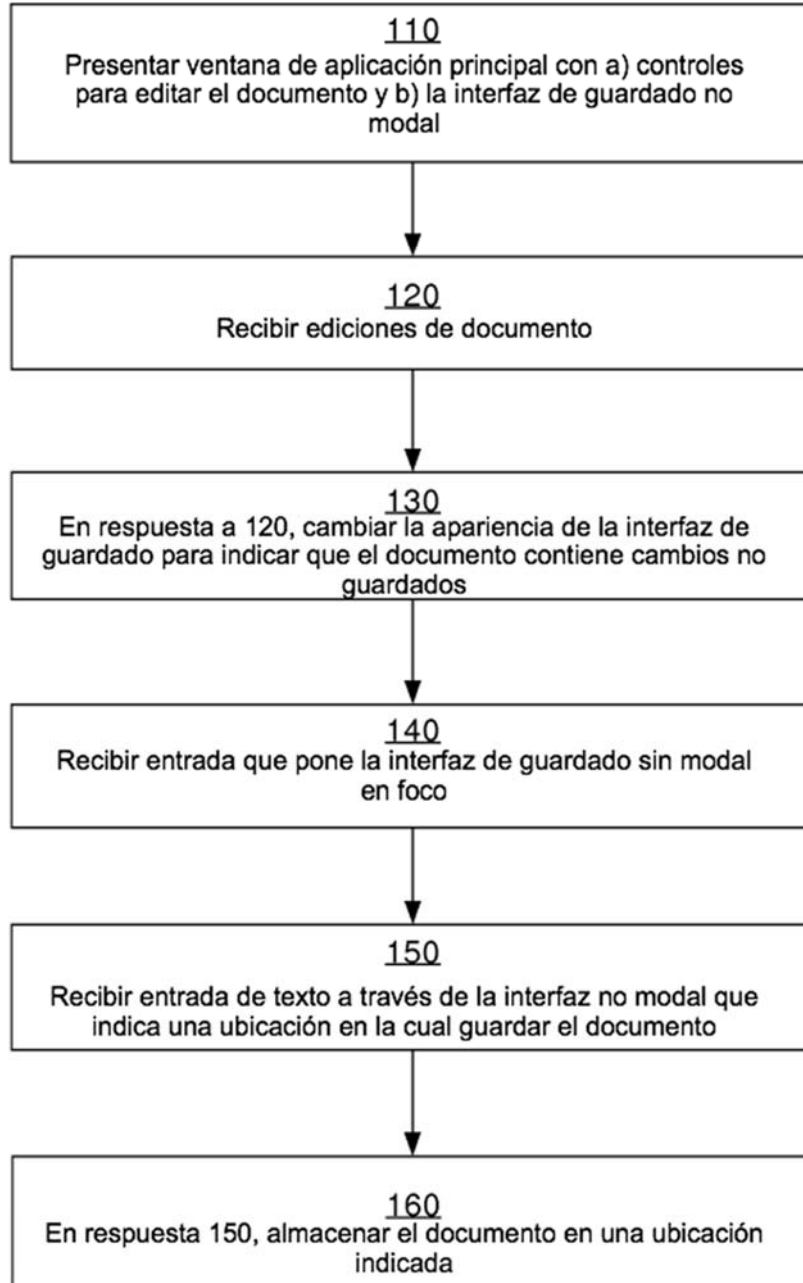 110
Presentar ventana de aplicación principal con a) controles
para editar el documento y b) la interfaz de guardado no
modal
120
Recibir ediciones de documento
130
En respuesta a 120, cambiar la apariencia de la interfaz de
guardado para indicar que el documento contiene cambios no
guardados
140
Recibir entrada que pone la interfaz de guardado sin modal
en foco
150
Recibir entrada de texto a través de la interfaz no modal que
indica una ubicación en la cual guardar el documento
160
En respuesta 150, almacenar el documento en una ubicación
indicada